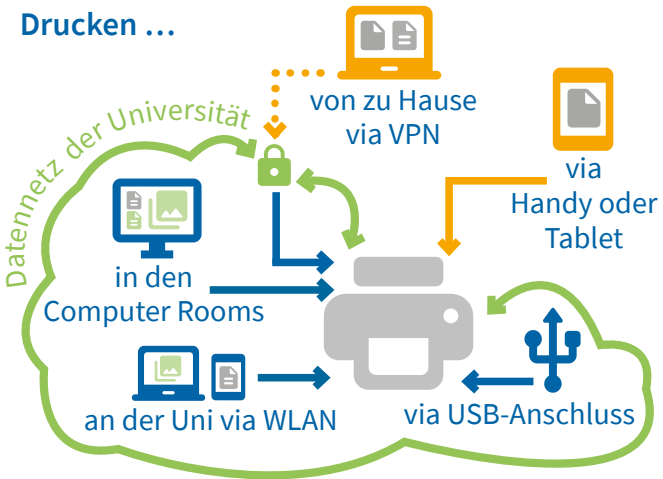 Drucken …
von zu Hause
via VPN
Datennetz der Universität
via
Handy oder
Tablet
in den
Computer Rooms
an der Uni via WLAN
via USB-Anschluss